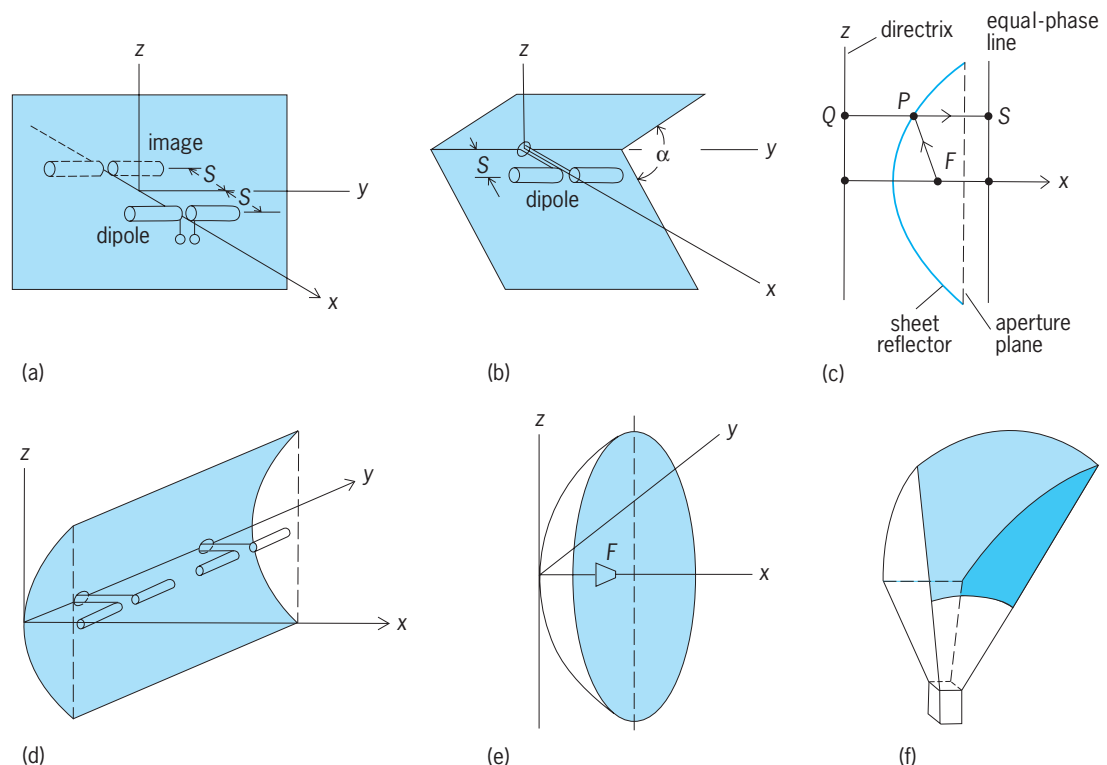 z
image
S
S
y
dipole
x
(a)
z
S
α
y
dipole
x
(b)
z
directrix
equal-phase
line
Q
P
S
F
x
sheet
reflector
aperture
plane
(c)
z
y
x
(d)
z
y
F
x
(e)
(f)